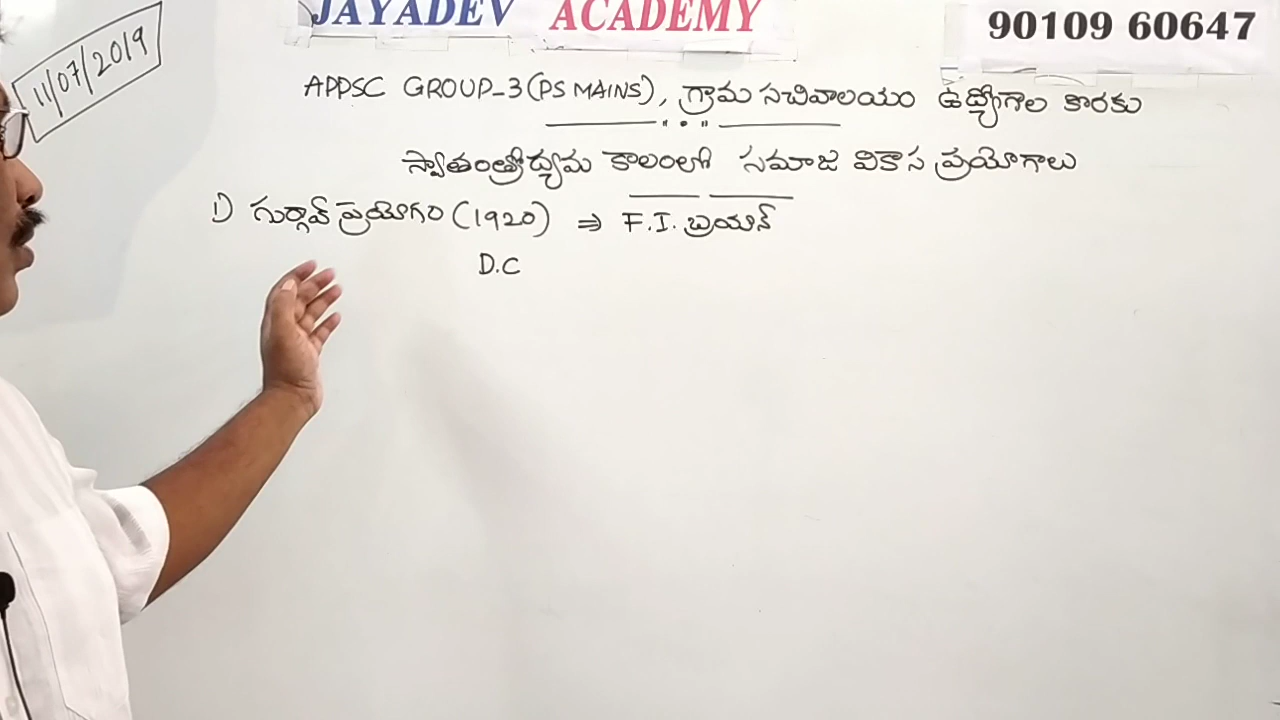 JAYADEV ACADEMY
90109 60647
11/07/2019
APPSC GROUP-3 (PS MAINS), గ్రామ సచివాలయం ఉద్యోగాల కొరకు
స్వాతంత్రోద్యమ కాలంలో సమాజ వికాస ప్రయోగాలు
1) గుర్గావ్ ప్రయోగం (1920) ⇒ F.I. బ్రయాన్
D.C